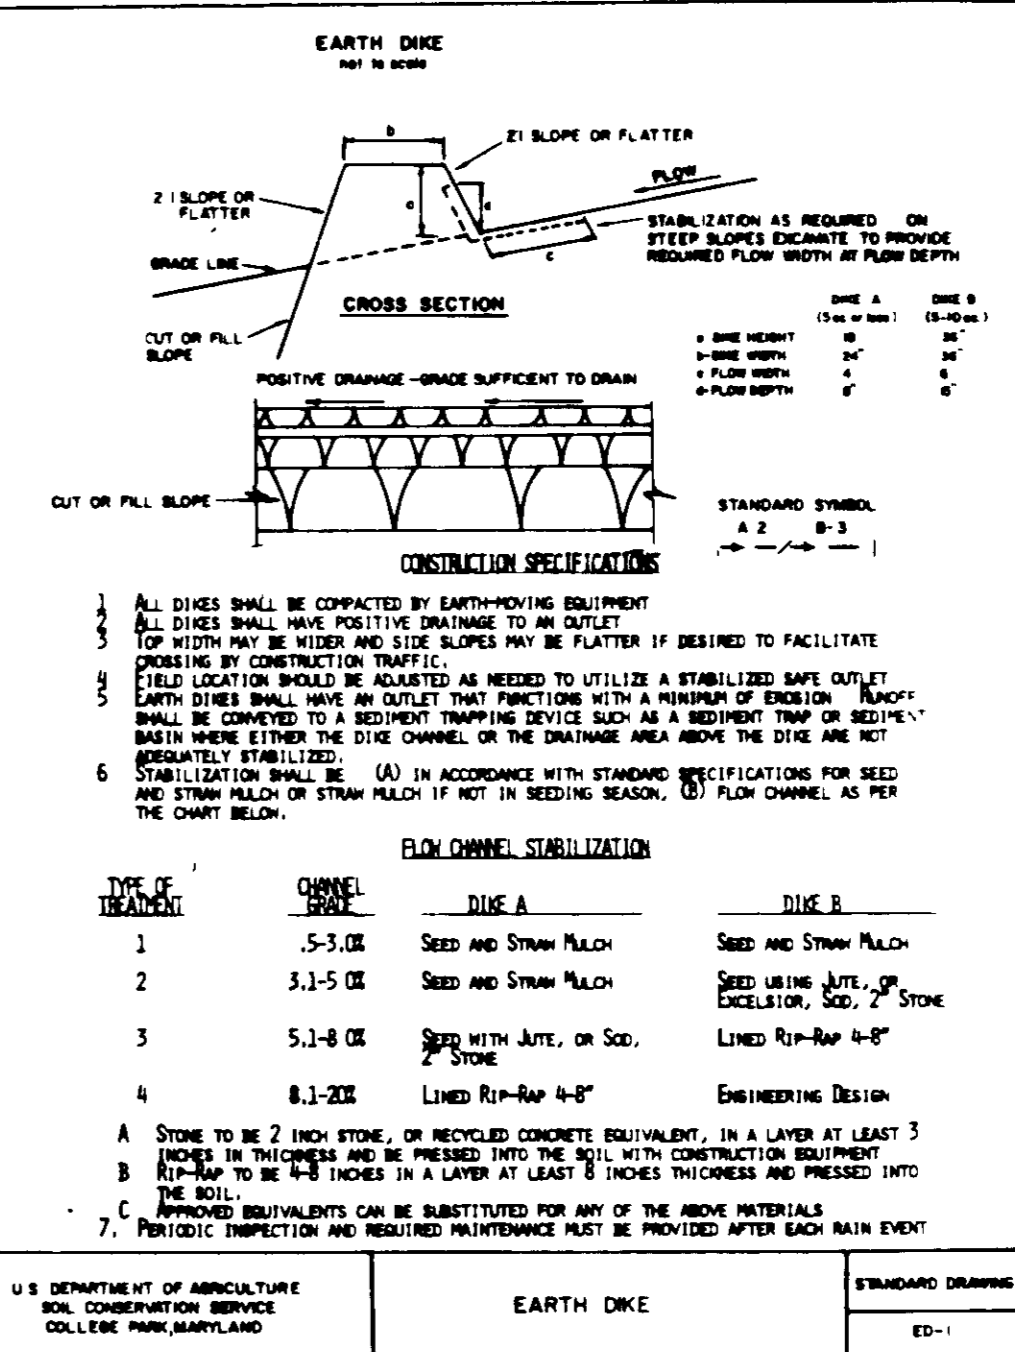 EARTH DIKE
not to scale
b
2:1 SLOPE OR FLATTER
FLOW
2:1 SLOPE OR
FLATTER
a
d
STABILIZATION AS REQUIRED ON
STEEP SLOPES EXCAVATE TO PROVIDE
REQUIRED FLOW WIDTH AT FLOW DEPTH
c
GRADE LINE
CROSS SECTION
CUT OR FILL
SLOPE
DIKE A DIKE B
(5 ac. or less) (5-10 ac.)
a DIKE HEIGHT 18 36"
b-DIKE WIDTH 24" 36"
c FLOW WIDTH 4 6
d-FLOW DEPTH 8" 15"
POSITIVE DRAINAGE-GRADE SUFFICIENT TO DRAIN
CUT OR FILL SLOPE
STANDARD SYMBOL
A 2 B-3
CONSTRUCTION SPECIFICATIONS
1 ALL DIKES SHALL BE COMPACTED BY EARTH-MOVING EQUIPMENT
2 ALL DIKES SHALL HAVE POSITIVE DRAINAGE TO AN OUTLET
3 TOP WIDTH MAY BE WIDER AND SIDE SLOPES MAY BE FLATTER IF DESIRED TO FACILITATE
CROSSING BY CONSTRUCTION TRAFFIC.
4 FIELD LOCATION SHOULD BE ADJUSTED AS NEEDED TO UTILIZE A STABILIZED SAFE OUTLET
5 EARTH DIKES SHALL HAVE AN OUTLET THAT FUNCTIONS WITH A MINIMUM OF EROSION RUNOFF
SHALL BE CONVEYED TO A SEDIMENT TRAPPING DEVICE SUCH AS A SEDIMENT TRAP OR SEDIMENT
BASIN WHERE EITHER THE DIKE CHANNEL OR THE DRAINAGE AREA ABOVE THE DIKE ARE NOT
ADEQUATELY STABILIZED.
6 STABILIZATION SHALL BE (A) IN ACCORDANCE WITH STANDARD SPECIFICATIONS FOR SEED
AND STRAW MULCH OR STRAW MULCH IF NOT IN SEEDING SEASON, (B) FLOW CHANNEL AS PER
THE CHART BELOW.
FLOW CHANNEL STABILIZATION
TYPE OF TREATMENT CHANNEL GRADE DIKE A DIKE B
1 .5-3.0% SEED AND STRAW MULCH SEED AND STRAW MULCH
2 3.1-5 0% SEED AND STRAW MULCH SEED USING JUTE, OR
EXCELSIOR, SOD, 2" STONE
3 5.1-8 0% SEED WITH JUTE, OR SOD, LINED RIP-RAP 4-8"
2" STONE
4 8.1-20% LINED RIP-RAP 4-8" ENGINEERING DESIGN
A STONE TO BE 2 INCH STONE, OR RECYCLED CONCRETE EQUIVALENT, IN A LAYER AT LEAST 3
INCHES IN THICKNESS AND BE PRESSED INTO THE SOIL WITH CONSTRUCTION EQUIPMENT
B RIP-RAP TO BE 4-8 INCHES IN A LAYER AT LEAST 8 INCHES THICKNESS AND PRESSED INTO
THE SOIL.
C APPROVED EQUIVALENTS CAN BE SUBSTITUTED FOR ANY OF THE ABOVE MATERIALS
7. PERIODIC INSPECTION AND REQUIRED MAINTENANCE MUST BE PROVIDED AFTER EACH RAIN EVENT
U S DEPARTMENT OF AGRICULTURE
SOIL CONSERVATION SERVICE
COLLEGE PARK, MARYLAND
EARTH DIKE
STANDARD DRAWING
ED-1